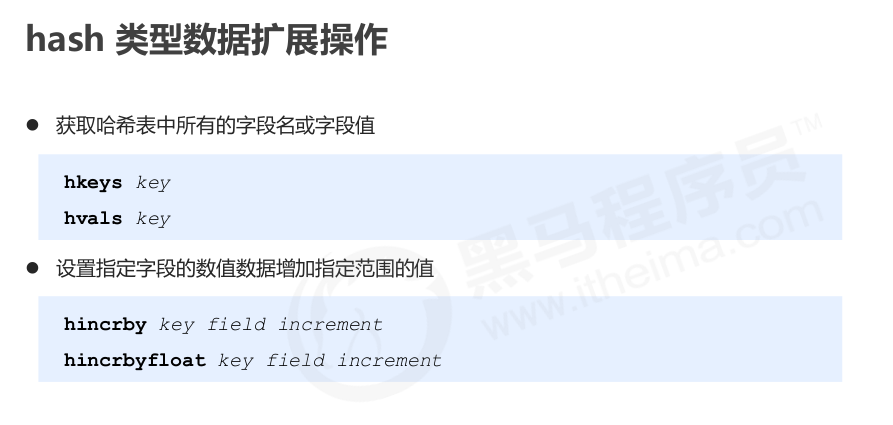 hash 类型数据扩展操作
● 获取哈希表中所有的字段名或字段值
hkeys key
hvals key
● 设置指定字段的数值数据增加指定范围的值
hincrby key field increment
hincrbyfloat key field increment
黑马程序员™
www.itheima.com